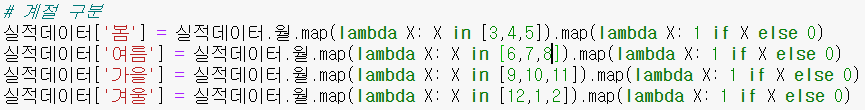 # 계절 구분
실적데이터['봄'] = 실적데이터.월.map(lambda X: X in [3,4,5]).map(lambda X: 1 if X else 0)
실적데이터['여름'] = 실적데이터.월.map(lambda X: X in [6,7,8]).map(lambda X: 1 if X else 0)
실적데이터['가을'] = 실적데이터.월.map(lambda X: X in [9,10,11]).map(lambda X: 1 if X else 0)
실적데이터['겨울'] = 실적데이터.월.map(lambda X: X in [12,1,2]).map(lambda X: 1 if X else 0)